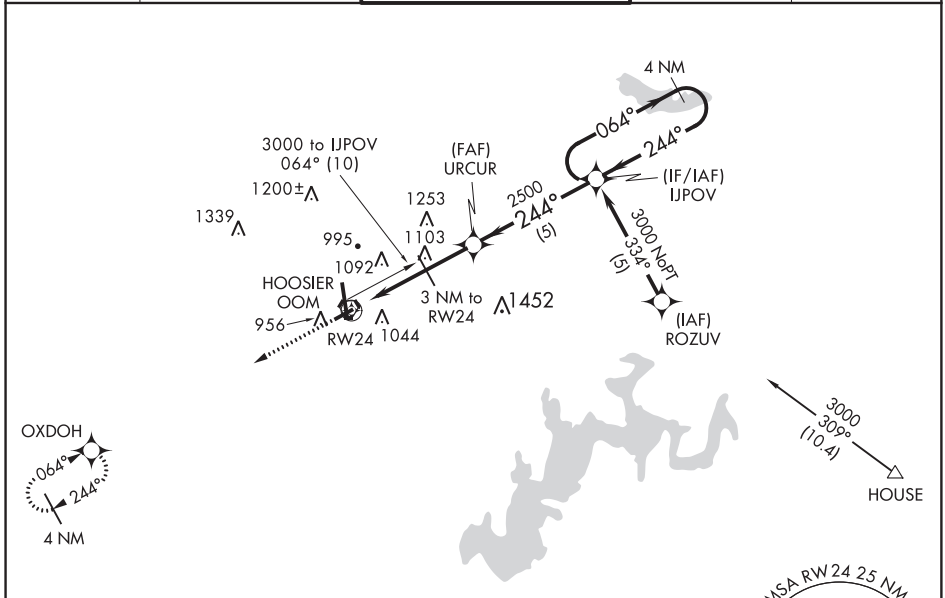 4 NM
064°
244°
3000 to IJPOV
064° (10)
(FAF)
URCUR
(IF/IAF)
IJPOV
1200±
2500
244°
(5)
1339
1253
995
1103
1092
3000 NoPT
334°
(5)
HOOSIER
OOM
3 NM to
RW24
1452
956
RW24
1044
(IAF)
ROZUV
3000
309°
(10.4)
HOUSE
OXDOH
064°
244°
4 NM
MSA RW24 25 NM